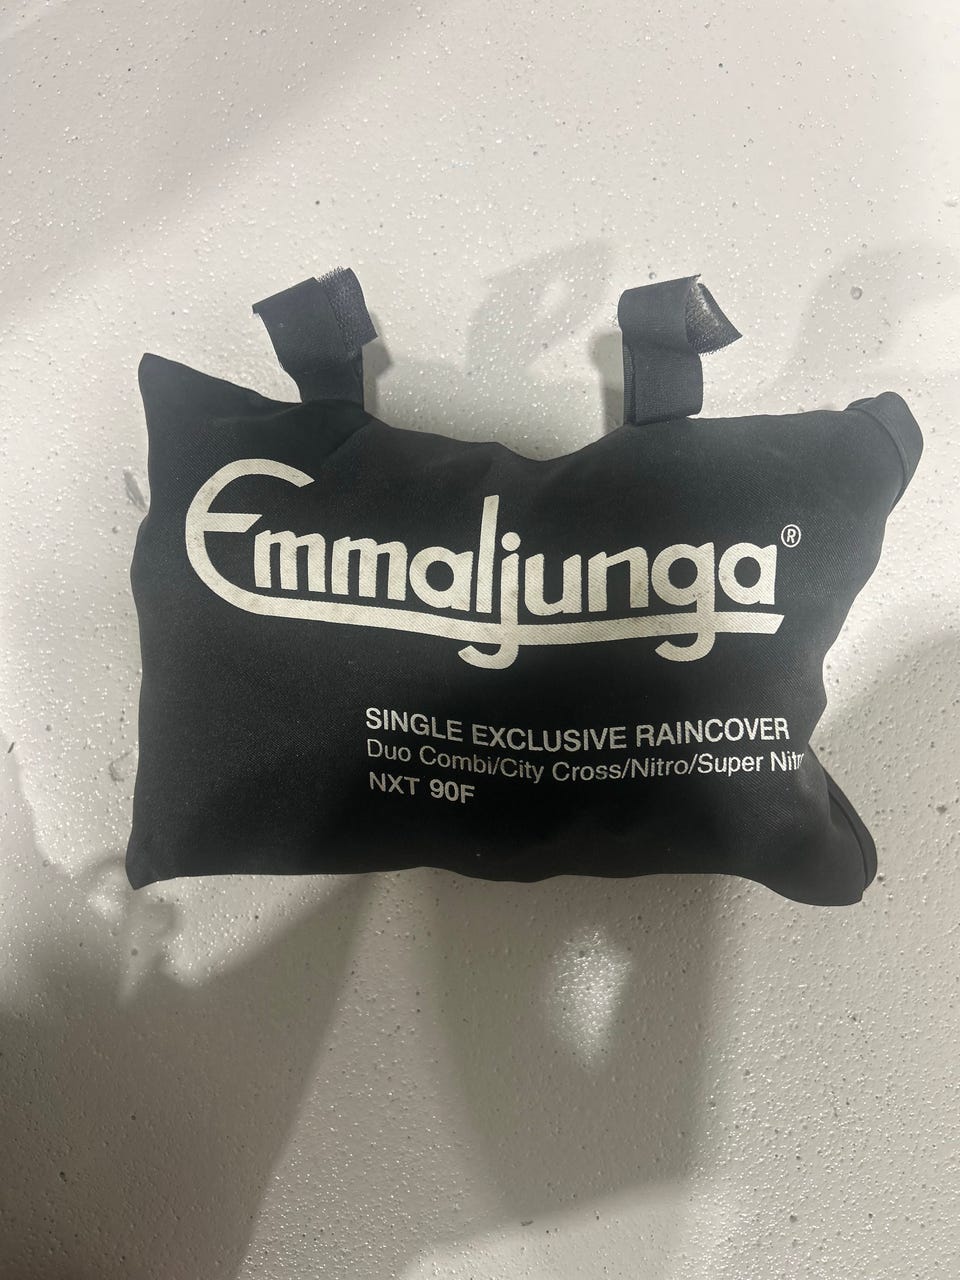 Emmaljunga®
SINGLE EXCLUSIVE RAINCOVER
Duo Combi/City Cross/Nitro/Super
NXT 90F